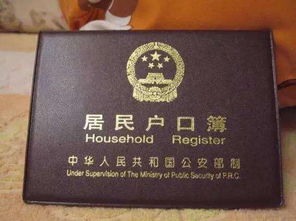 居民户口簿
Household Register
中华人民共和国公安部制
Under Supervision of The Ministry of Public Security of P.R.C.